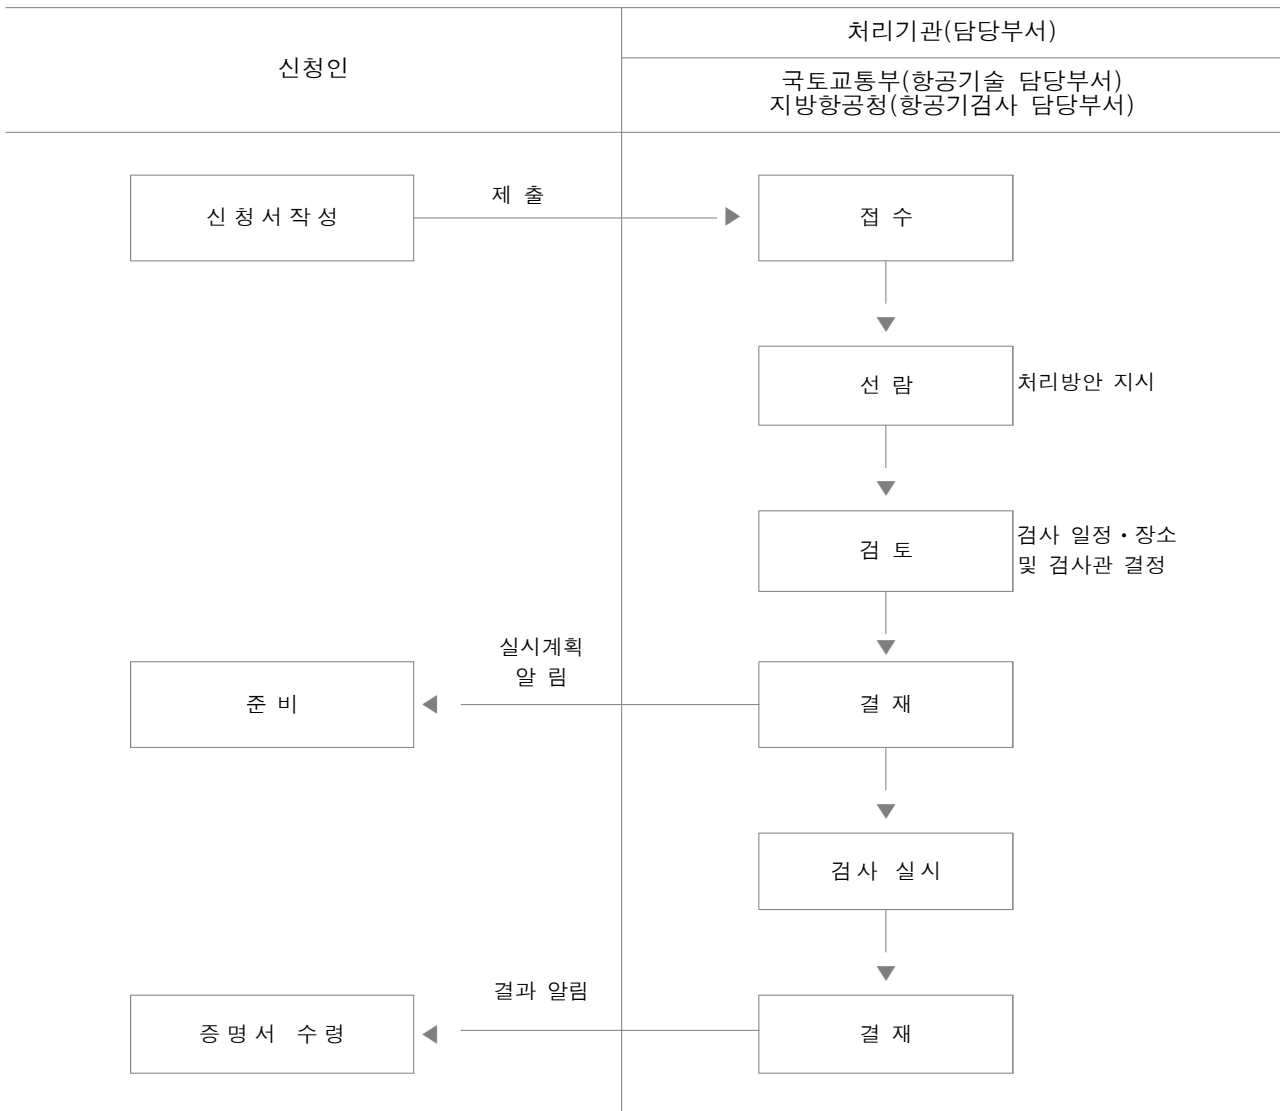 신청인
처리기관(담당부서)
국토교통부(항공기술 담당부서)
지방항공청(항공기검사 담당부서)
신청서작성
제 출
접 수
선 람
처리방안 지시
검 토
검사 일정·장소
및 검사관 결정
실시계획
알 림
준 비
결 재
검사 실시
결과 알림
증명서 수령
결 재